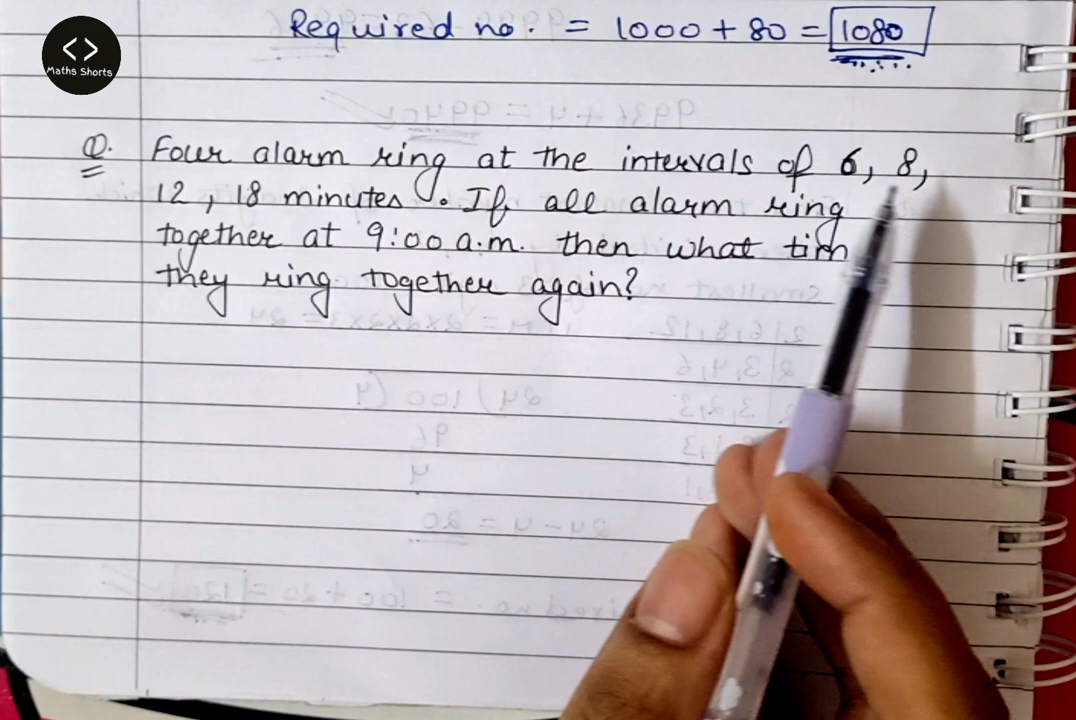 Required no. = 1000 + 80 = 1080
<>
Maths Shorts
Q. Four alarm ring at the intervals of 6, 8,
12, 18 minutes. If all alarm ring
together at 9:00 a.m. then what tim
they ring together again?